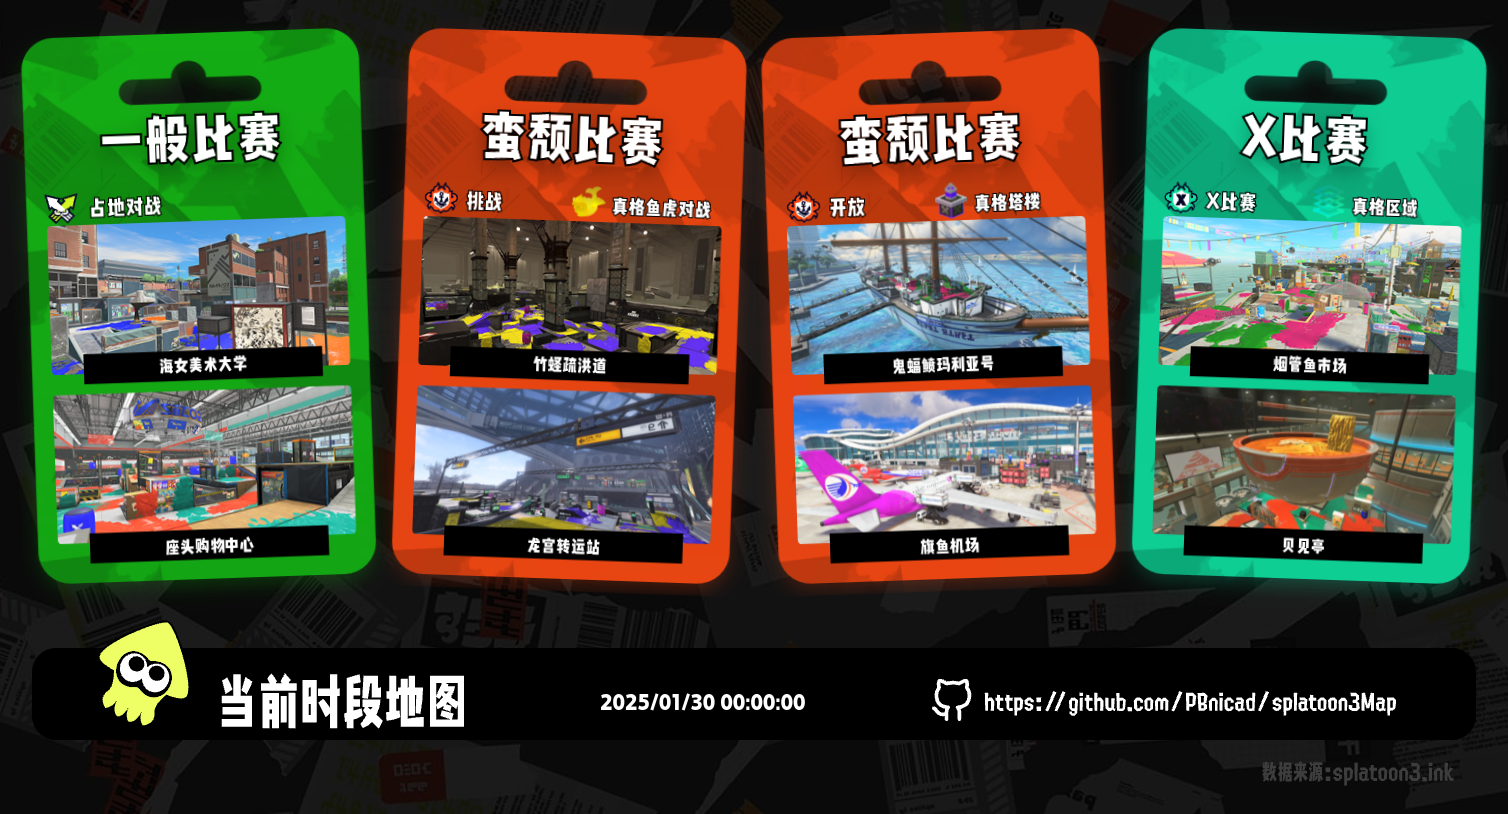 一般比赛
占地对战
海女美术大学
座头购物中心
蛮颓比赛
挑战
真格鱼虎对战
竹蛏疏洪道
龙宫转运站
蛮颓比赛
开放
真格塔楼
鬼蝠鲼玛利亚号
旗鱼机场
X比赛
X比赛
真格区域
烟管鱼市场
贝见亭
当前时段地图
2025/01/30 00:00:00
https://github.com/PBnicad/splatoon3Map
数据来源:splatoon3.ink